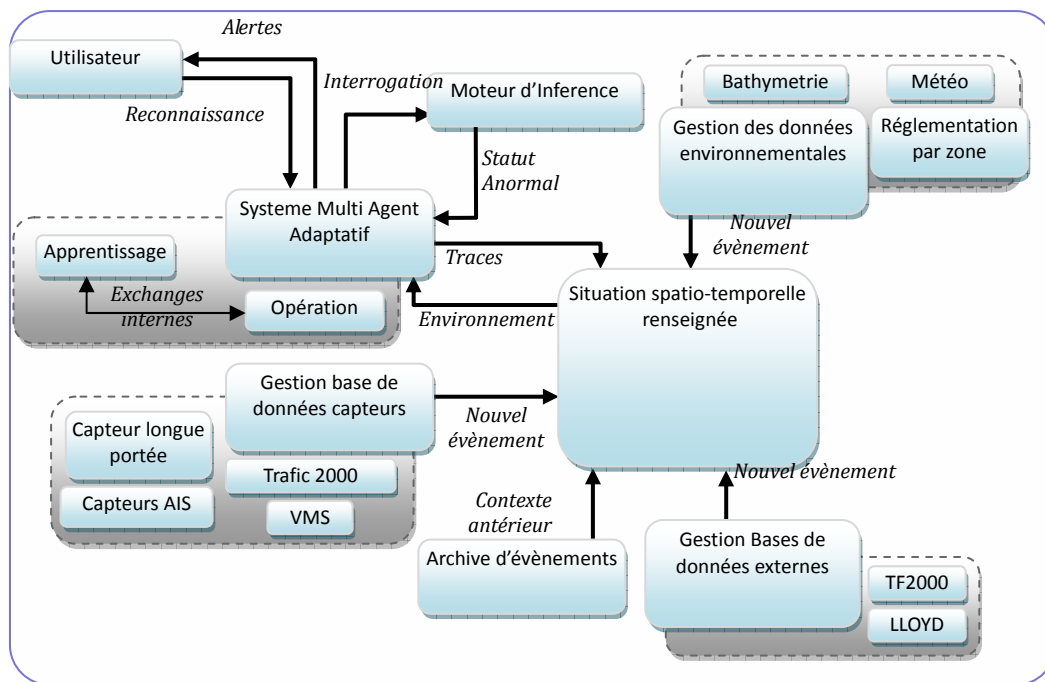 Alertes
Utilisateur
Interrogation
Reconnaissance
Moteur d'Inference
Bathymetrie
Météo
Gestion des données
environnementales
Réglementation
par zone
Statut
Anormal
Systeme Multi Agent
Adaptatif
Nouvel
évènement
Traces
Apprentissage
Exchanges
internes
Opération
Environnement
Situation spatio-temporelle
renseignée
Gestion base de
données capteurs
Nouvel
évènement
Capteur longue
portée
Trafic 2000
Capteurs AIS
VMS
Nouvel évènement
Contexte
antérieur
Archive d'évènements
Gestion Bases de
données externes
TF2000
LLOYD